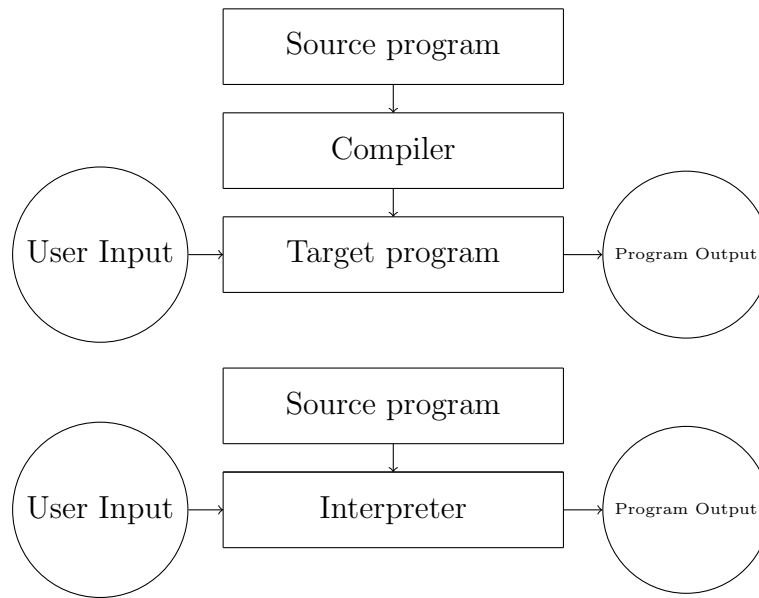 Source program
Compiler
User Input
Target program
Program Output
Source program
User Input
Interpreter
Program Output